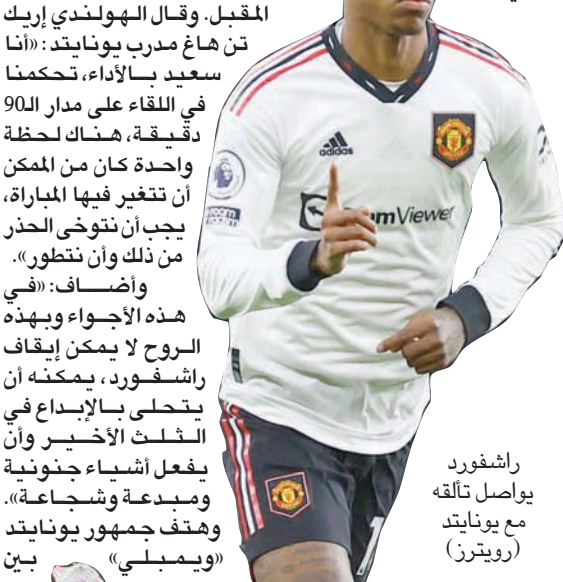 المقبل. وقال الهولندي إريك
تن هاغ مدرب يونايتد: «أنا
سعيد بالأداء، تحكمنا
في اللقاء على مدار الـ90
دقيقة، هناك لحظة
واحدة كان من الممكن
أن تتغير فيها المباراة،
يجب أن نتوخى الحذر
من ذلك وأن نتطور».
وأضاف: «في
هذه الأجواء وبهذه
الروح لا يمكن إيقاف
راشفورد، يمكنه أن
يتحلى بالإبداع في
الثلث الأخير وأن
يفعل أشياء جنونية
ومبدعة وشجاعة».
وهتف جمهور يونايتد
«ويمبلي» بين
adidas
mViewer
راشفورد
يواصل تألقه
مع يونايتد
(رويترز)